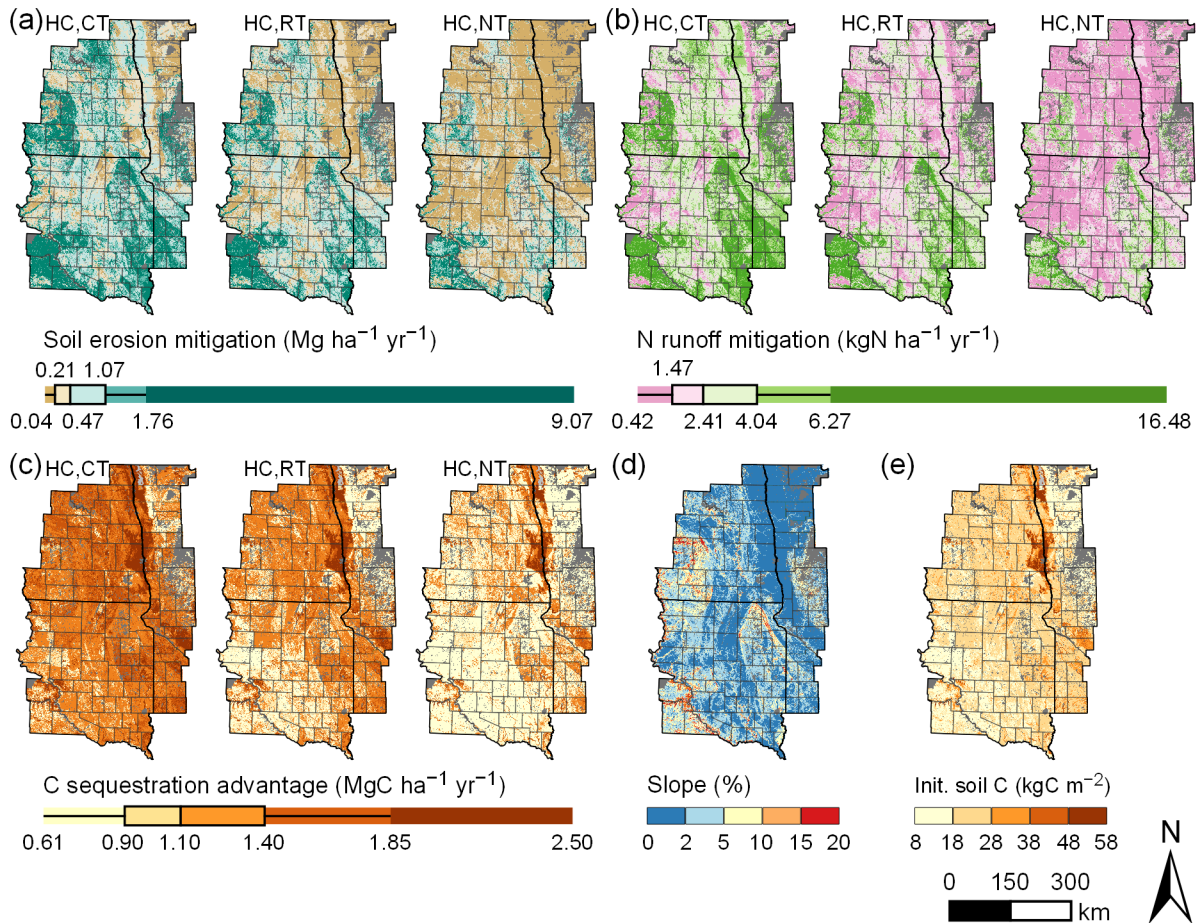 (a) HC,CT HC,RT HC,NT (b) HC,CT HC,RT HC,NT
Soil erosion mitigation (Mg ha⁻¹ yr⁻¹) N runoff mitigation (kgN ha⁻¹ yr⁻¹)
0.21 1.07 1.47
0.04 0.47 1.76 9.07 0.42 2.41 4.04 6.27 16.48
(c) HC,CT HC,RT HC,NT (d) (e)
C sequestration advantage (MgC ha⁻¹ yr⁻¹) Slope (%) Init. soil C (kgC m⁻²)
0.61 0.90 1.10 1.40 1.85 2.50 0 2 5 10 15 20 8 18 28 38 48 58
N
0 150 300
km